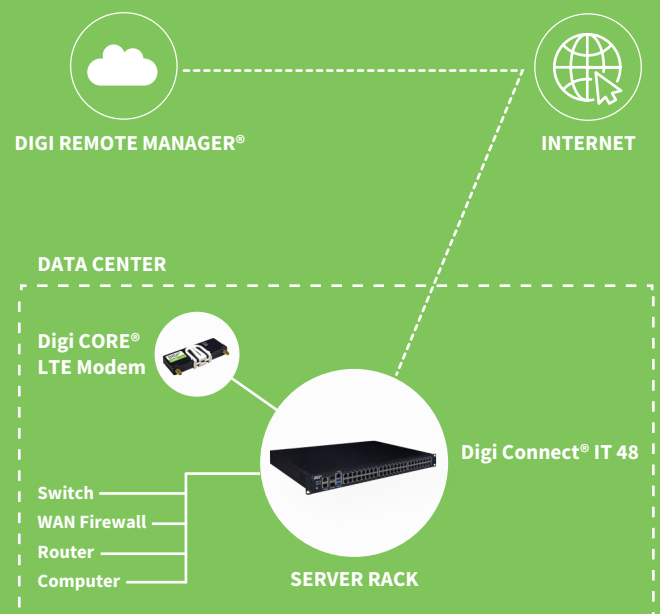 DIGI REMOTE MANAGER®
INTERNET
DATA CENTER
Digi CORE®
LTE Modem
Digi Connect® IT 48
Switch
WAN Firewall
Router
Computer
SERVER RACK